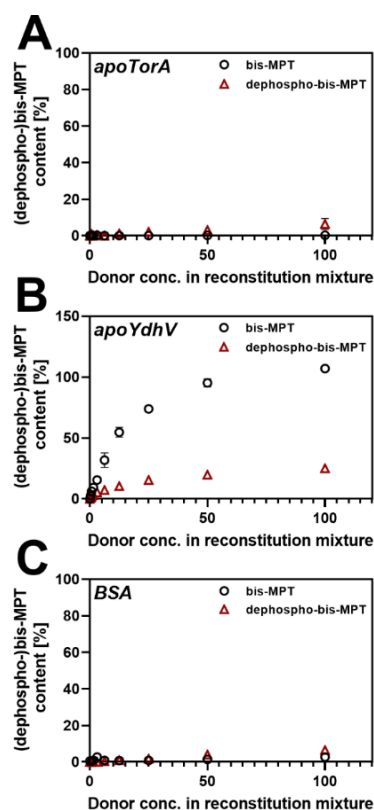 A
apoTorA
bis-MPT
dephospho-bis-MPT
(dephospho-)bis-MPT
content [%]
100
80
60
40
20
0
0 50 100
Donor conc. in reconstitution mixture
B
apoYdhV
bis-MPT
dephospho-bis-MPT
(dephospho-)bis-MPT
content [%]
150
100
50
0
0 50 100
Donor conc. in reconstitution mixture
C
BSA
bis-MPT
dephospho-bis-MPT
(dephospho-)bis-MPT
content [%]
100
80
60
40
20
0
0 50 100
Donor conc. in reconstitution mixture